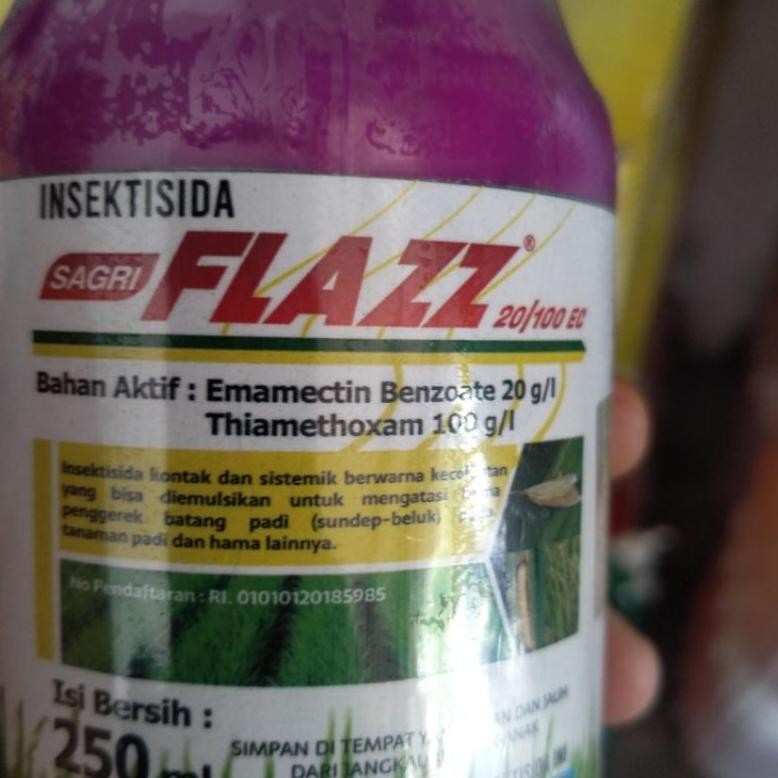 INSEKTISIDA
SAGRI FLAZZ® 20/100 EC
Bahan Aktif : Emamectin Benzoate 20 g/l
Thiamethoxam 100 g/l
Insektisida kontak dan sistemik berwarna
yang bisa diemulsikan untuk mengatasi
penggerek batang padi (sundep-beluk)
tanaman padi dan hama lainnya.
No Pendaftaran : RI. 01010120185985
Isi Bersih :
250 ml
SIMPAN DI TEMPAT DAN JAUH
DARI